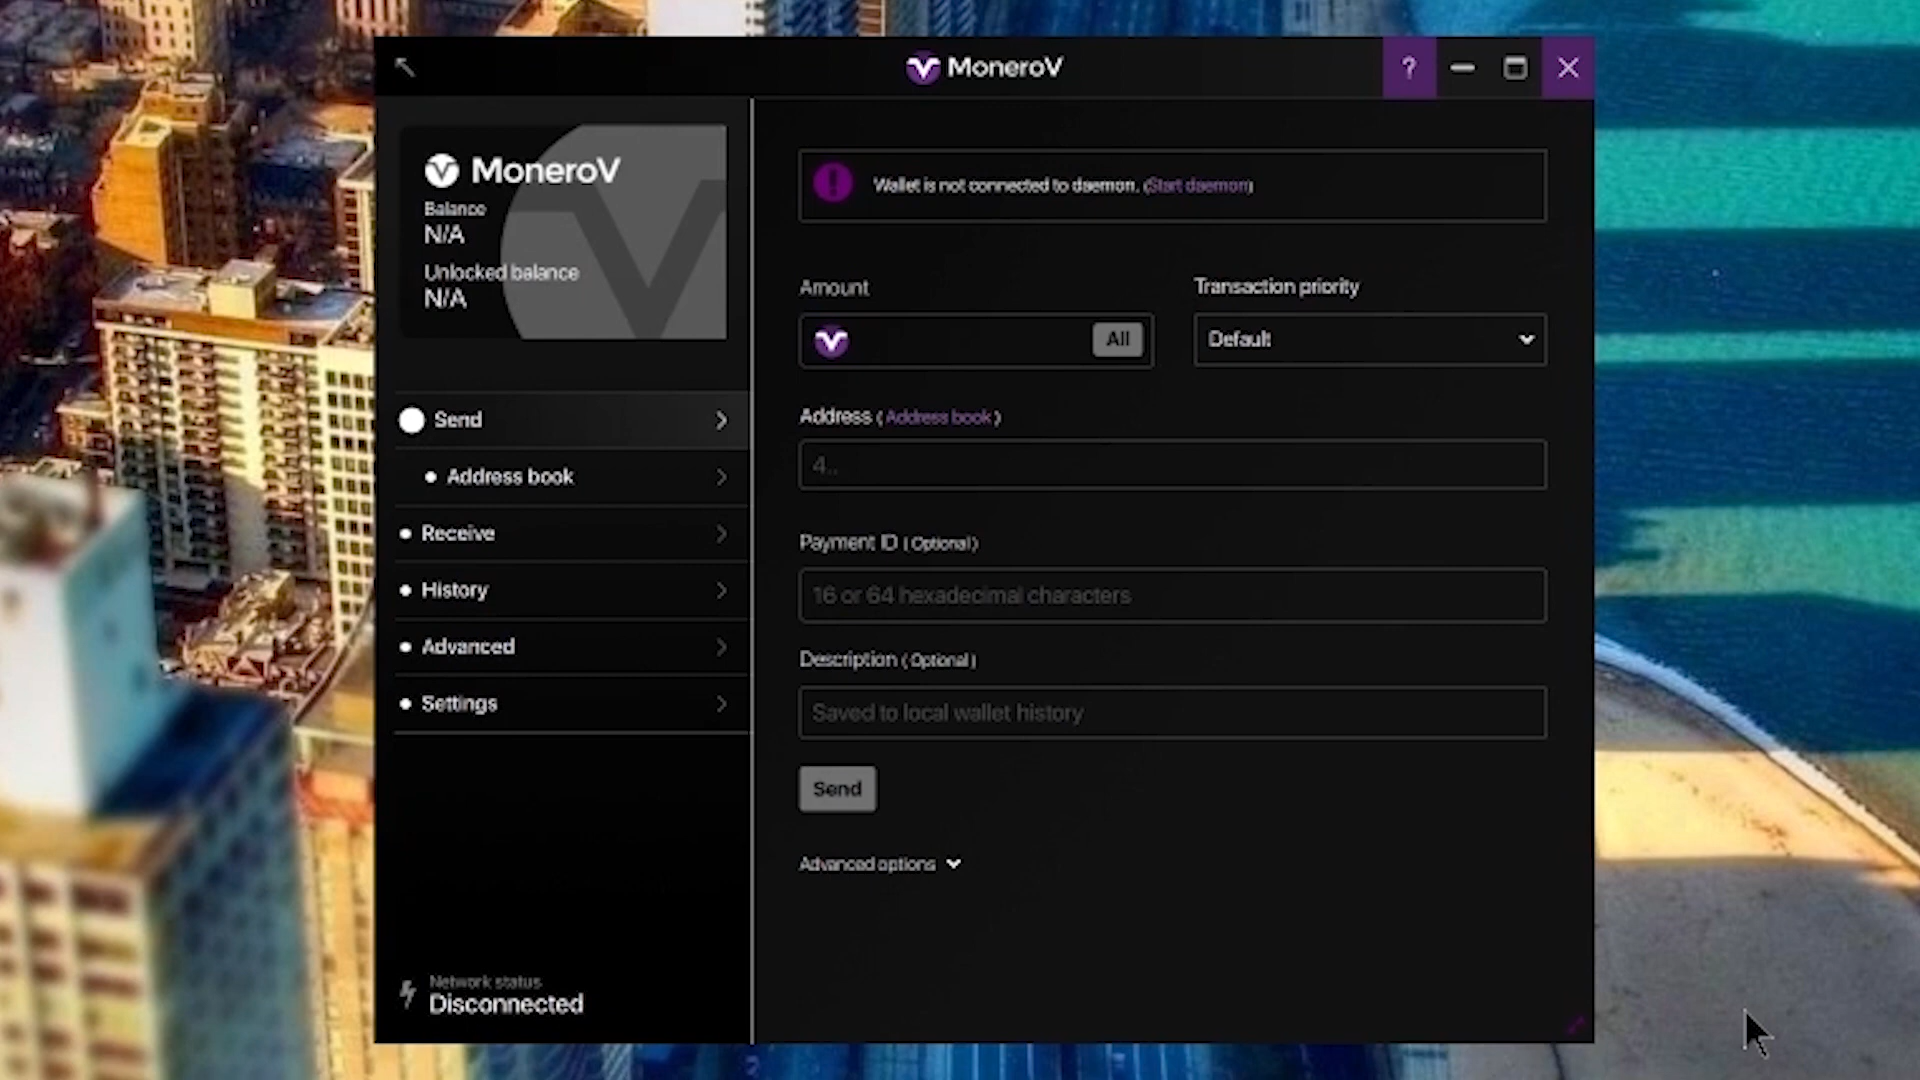 MoneroV
?
MoneroV
Balance
N/A
Unlocked balance
N/A
Send
Address book
Receive
History
Advanced
Settings
Network status
Disconnected
Wallet is not connected to daemon. (Start daemon)
Amount
All
Transaction priority
Default
Address ( Address book )
4..
Payment ID ( Optional )
16 or 64 hexadecimal characters
Description ( Optional )
Saved to local wallet history
Send
Advanced options